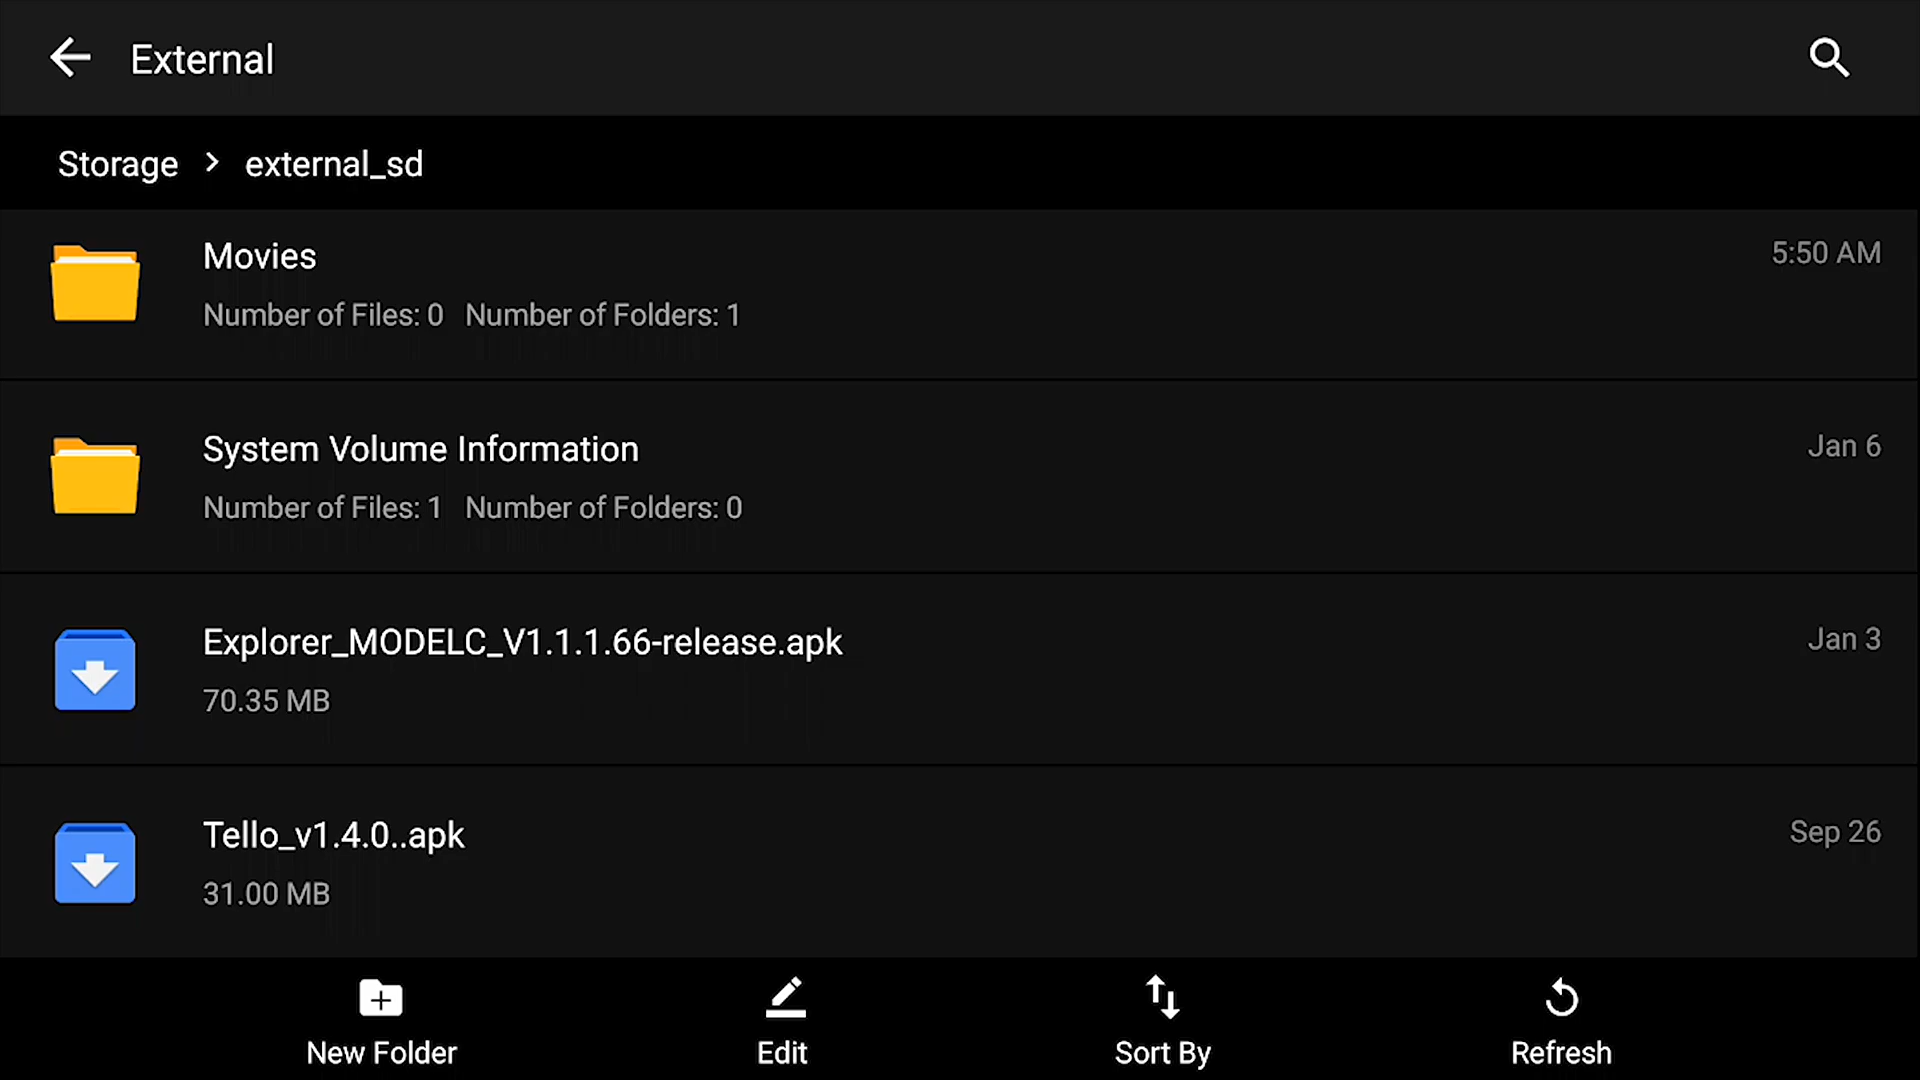 External
Storage > external_sd
Movies
5:50 AM
Number of Files: 0 Number of Folders: 1
System Volume Information
Jan 6
Number of Files: 1 Number of Folders: 0
Explorer_MODELC_V1.1.1.66-release.apk
Jan 3
70.35 MB
Tello_v1.4.0..apk
Sep 26
31.00 MB
New Folder
Edit
Sort By
Refresh